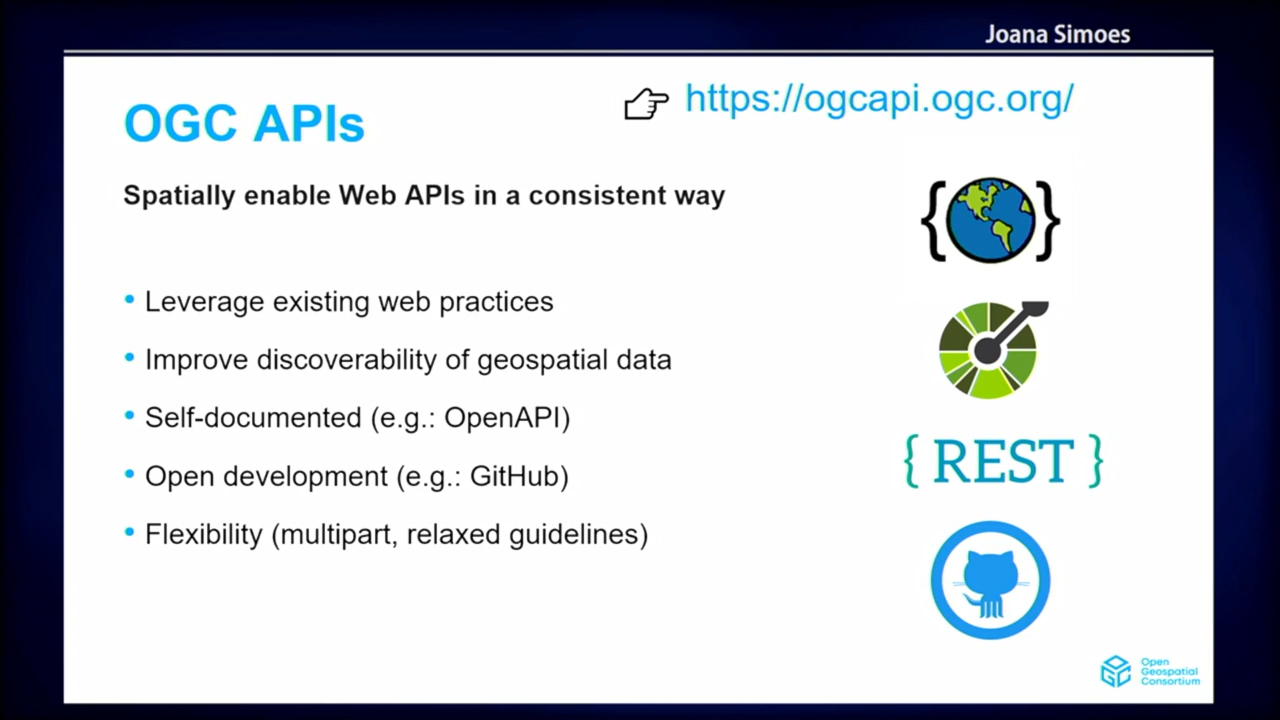 Joana Simoes
OGC APIs
https://ogcapi.ogc.org/
Spatially enable Web APIs in a consistent way
• Leverage existing web practices
• Improve discoverability of geospatial data
• Self-documented (e.g.: OpenAPI)
• Open development (e.g.: GitHub)
• Flexibility (multipart, relaxed guidelines)
{ REST }
OGC
Open
Geospatial
Consortium